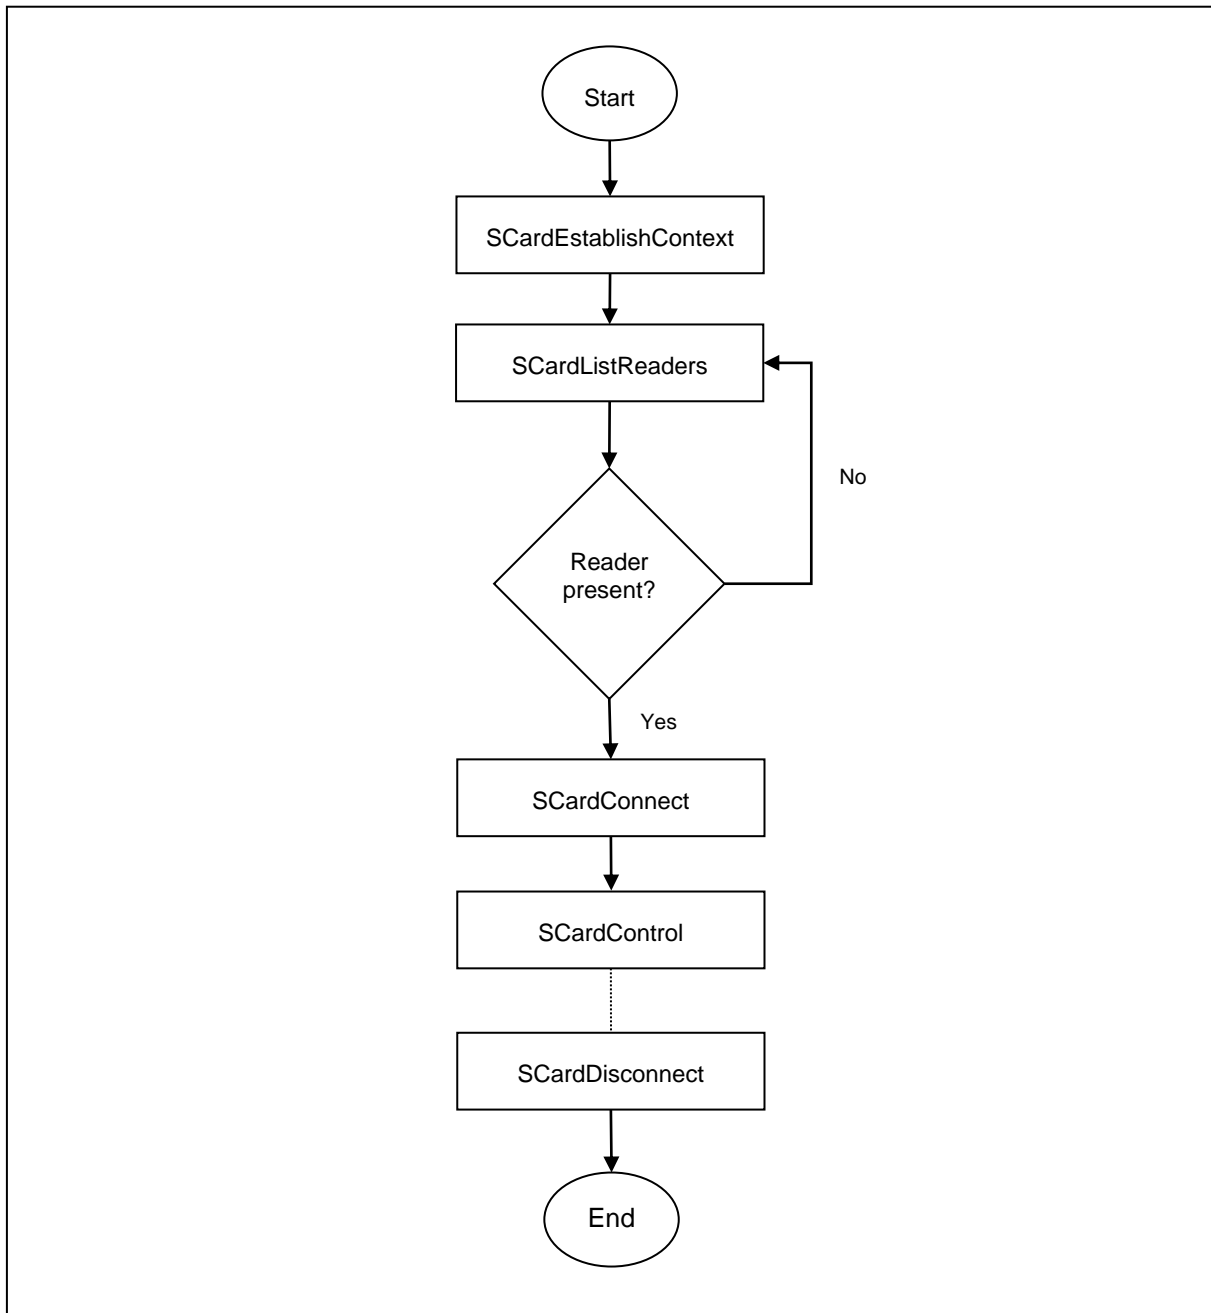 Start
SCardEstablishContext
SCardListReaders
No
Reader
present?
Yes
SCardConnect
SCardControl
SCardDisconnect
End